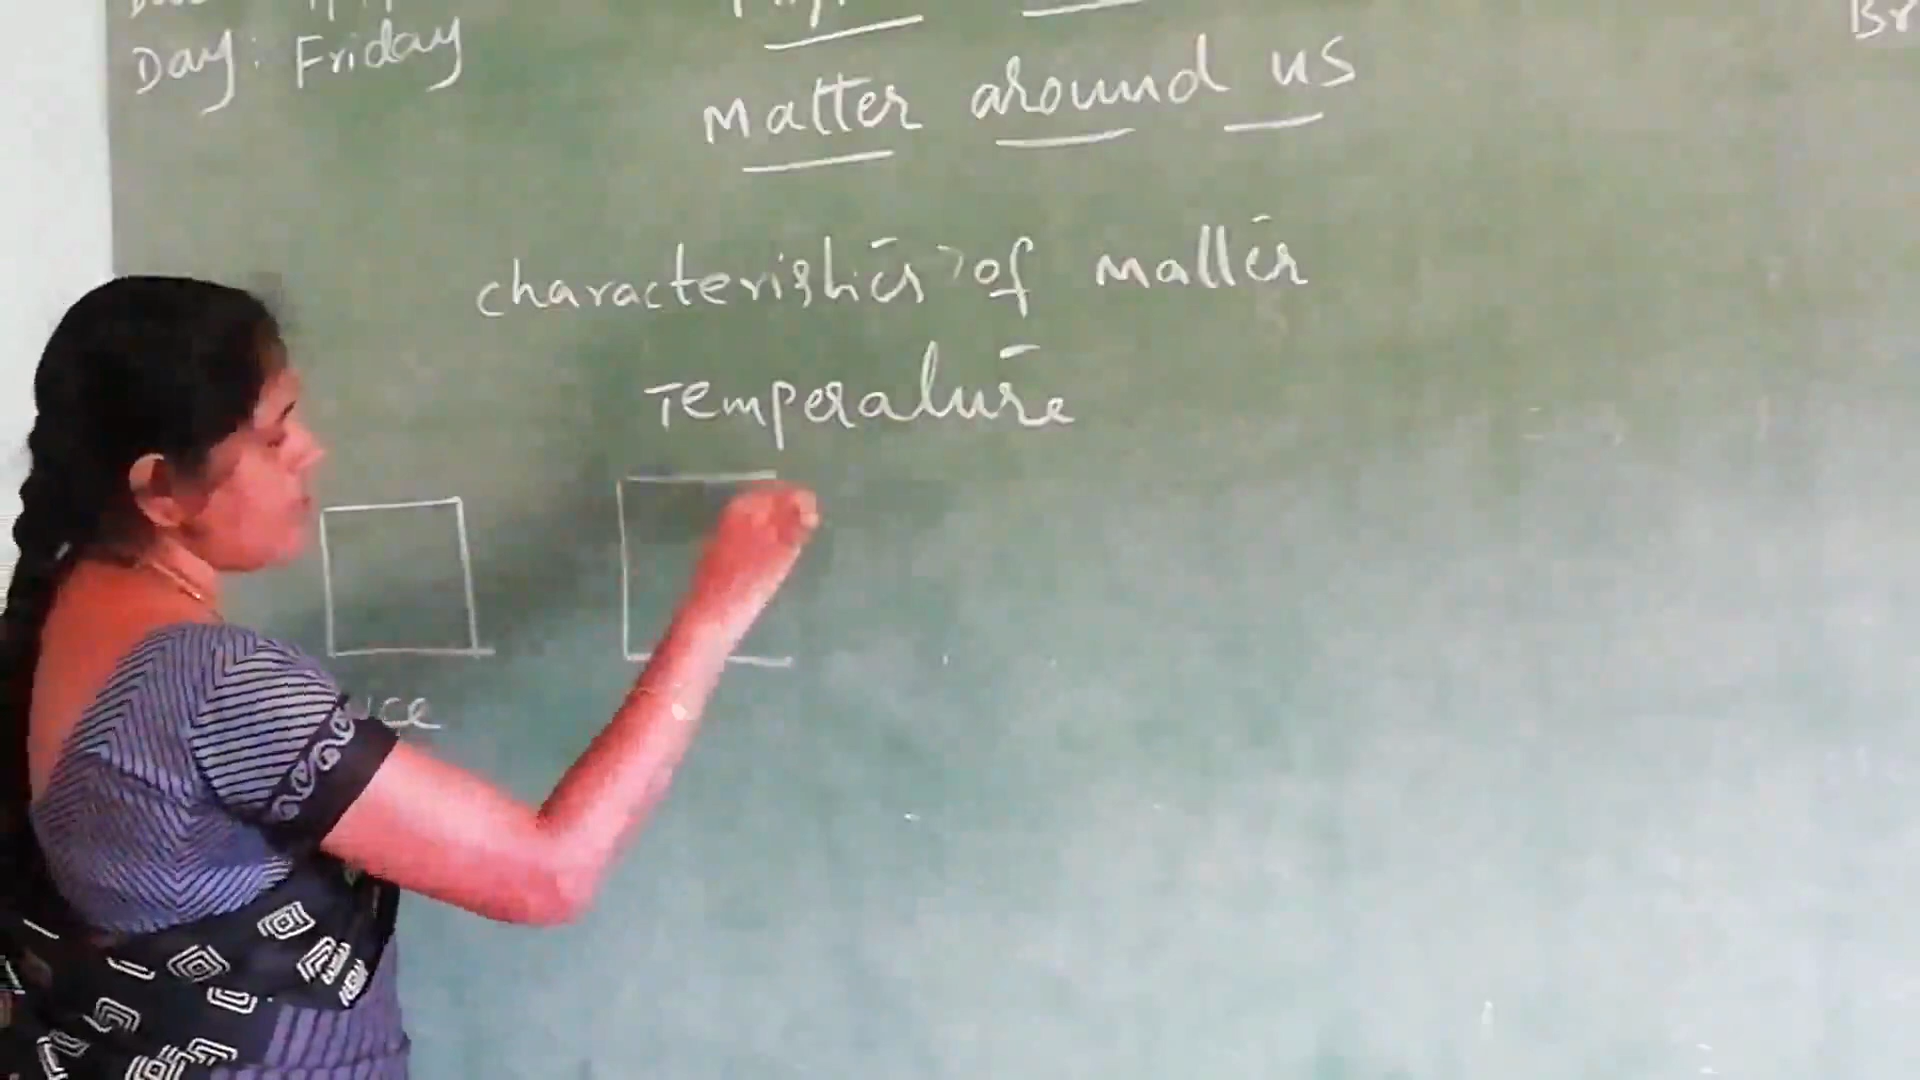 Day: Friday
Matter around us
characteristics of matter
Temperature